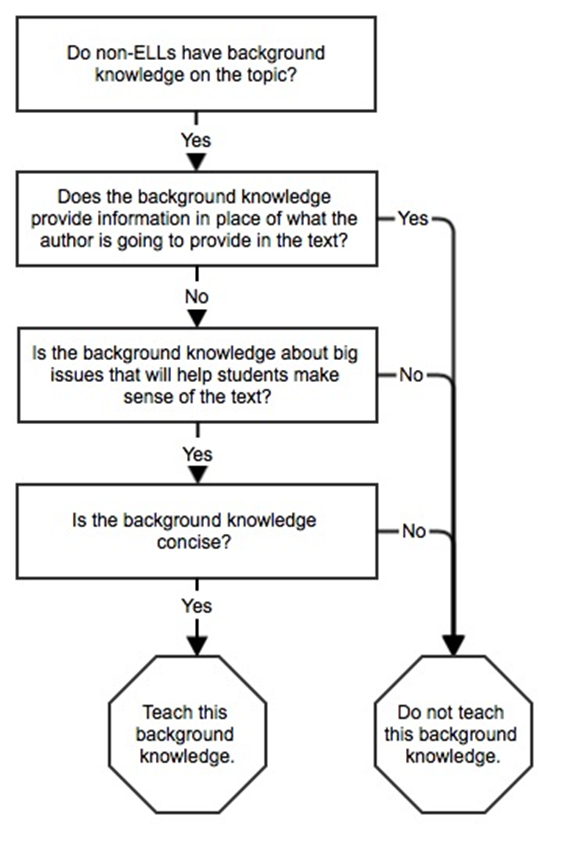 Do non-ELLs have background
knowledge on the topic?
Yes
Does the background knowledge
provide information in place of what the
author is going to provide in the text?
Yes
No
Is the background knowledge about big
issues that will help students make
sense of the text?
No
Yes
Is the background knowledge
concise?
No
Yes
Teach this
background
knowledge.
Do not teach
this background
knowledge.